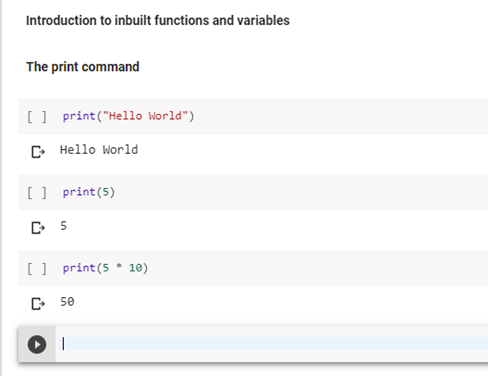 Introduction to inbuilt functions and variables
The print command
[ ] print("Hello World")
Hello World
[ ] print(5)
5
[ ] print(5 * 10)
50